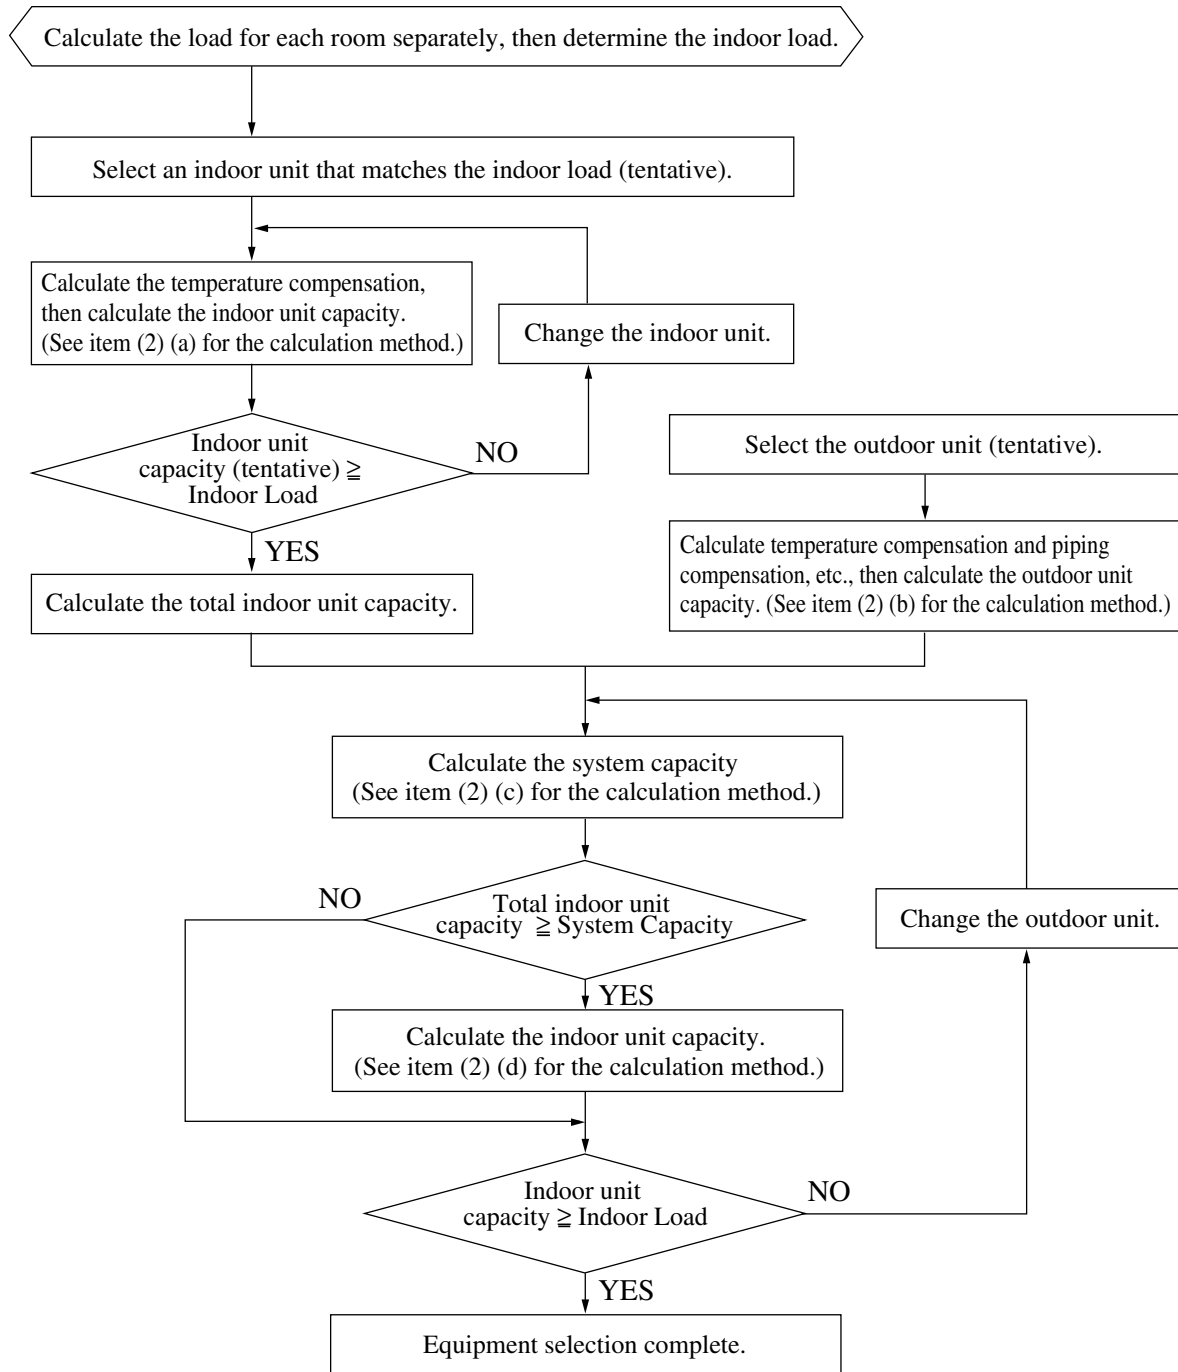 Calculate the load for each room separately, then determine the indoor load.
Select an indoor unit that matches the indoor load (tentative).
Calculate the temperature compensation,
then calculate the indoor unit capacity.
(See item (2) (a) for the calculation method.)
Change the indoor unit.
Indoor unit
capacity (tentative) ≧
Indoor Load
NO
YES
Calculate the total indoor unit capacity.
Select the outdoor unit (tentative).
Calculate temperature compensation and piping
compensation, etc., then calculate the outdoor unit
capacity. (See item (2) (b) for the calculation method.)
Calculate the system capacity
(See item (2) (c) for the calculation method.)
NO
Total indoor unit
capacity ≧ System Capacity
Change the outdoor unit.
YES
Calculate the indoor unit capacity.
(See item (2) (d) for the calculation method.)
Indoor unit
capacity ≧ Indoor Load
NO
YES
Equipment selection complete.